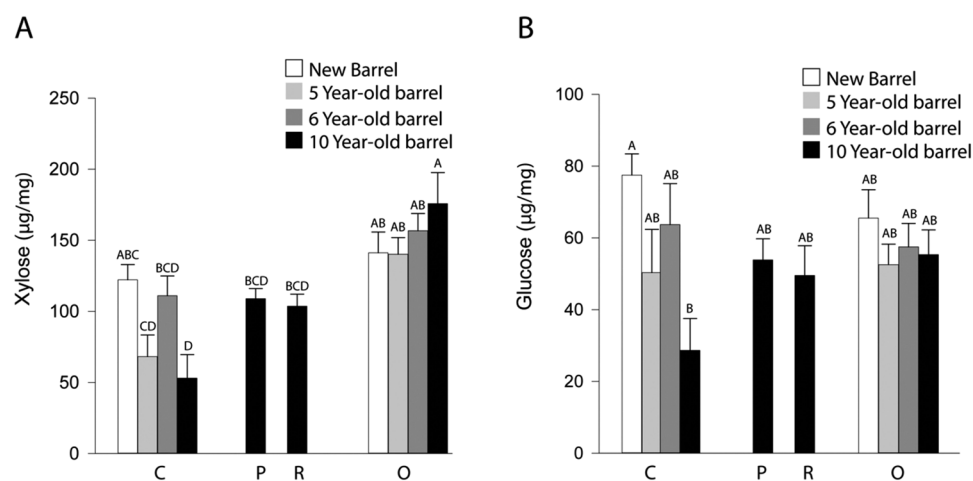 A
New Barrel
5 Year-old barrel
6 Year-old barrel
10 Year-old barrel
Xylose (µg/mg)
250
200
150
100
50
0
ABC
CD
BCD
D
BCD
BCD
AB
AB
AB
A
C
P
R
O
B
New Barrel
5 Year-old barrel
6 Year-old barrel
10 Year-old barrel
Glucose (µg/mg)
100
80
60
40
20
0
A
AB
AB
B
AB
AB
AB
AB
AB
AB
C
P
R
O